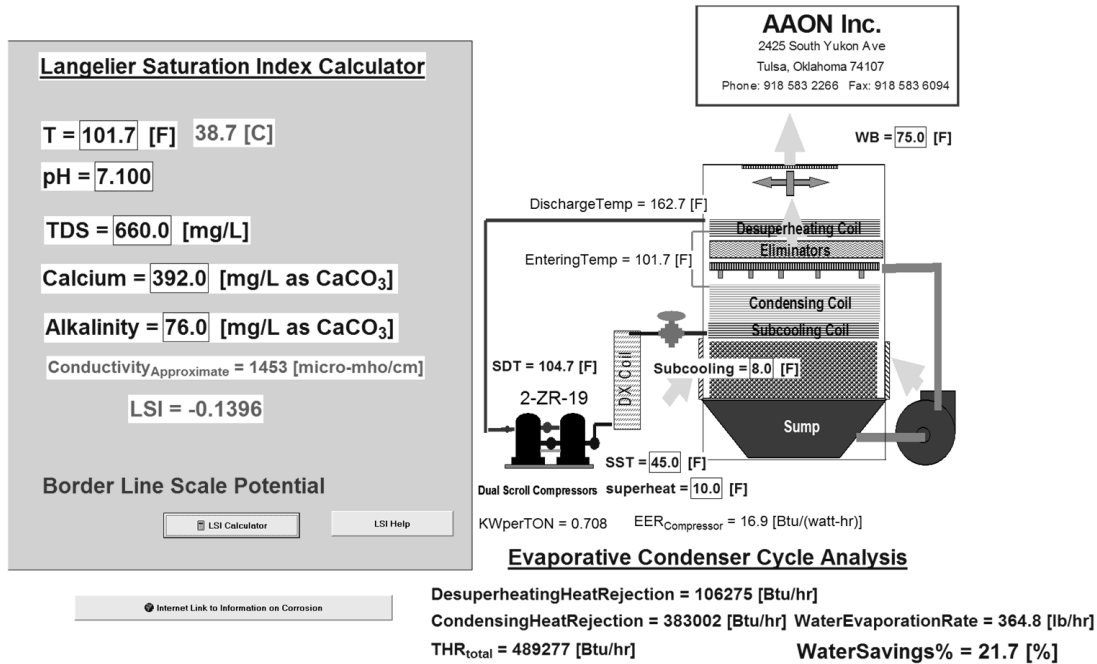 AAON Inc.
2425 South Yukon Ave
Tulsa, Oklahoma 74107
Phone: 918 583 2266 Fax: 918 583 6094
Langelier Saturation Index Calculator
T = 101.7 [F] 38.7 [C]
pH = 7.100
TDS = 660.0 [mg/L]
Calcium = 392.0 [mg/L as CaCO3]
Alkalinity = 76.0 [mg/L as CaCO3]
ConductivityApproximate = 1453 [micro-mho/cm]
LSI = -0.1396
Border Line Scale Potential
LSI Calculator
LSI Help
Internet Link to Information on Corrosion
WB = 75.0 [F]
DischargeTemp = 162.7 [F]
Desuperheating Coil
Eliminators
EnteringTemp = 101.7 [F]
Condensing Coil
Subcooling Coil
SDT = 104.7 [F]
DX Coil
Subcooling = 8.0 [F]
2-ZR-19
Sump
SST = 45.0 [F]
Dual Scroll Compressors
superheat = 10.0 [F]
KWperTON = 0.708
EERCompressor = 16.9 [Btu/(watt-hr)]
Evaporative Condenser Cycle Analysis
DesuperheatingHeatRejection = 106275 [Btu/hr]
CondensingHeatRejection = 383002 [Btu/hr] WaterEvaporationRate = 364.8 [lb/hr]
THRtotal = 489277 [Btu/hr]
WaterSavings% = 21.7 [%]